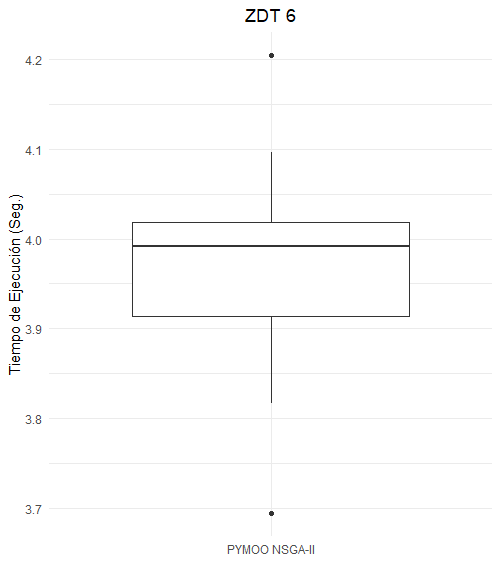 ZDT 6
Tiempo de Ejecución (Seg.)
4.2
4.1
4.0
3.9
3.8
3.7
PYMOO NSGA-II